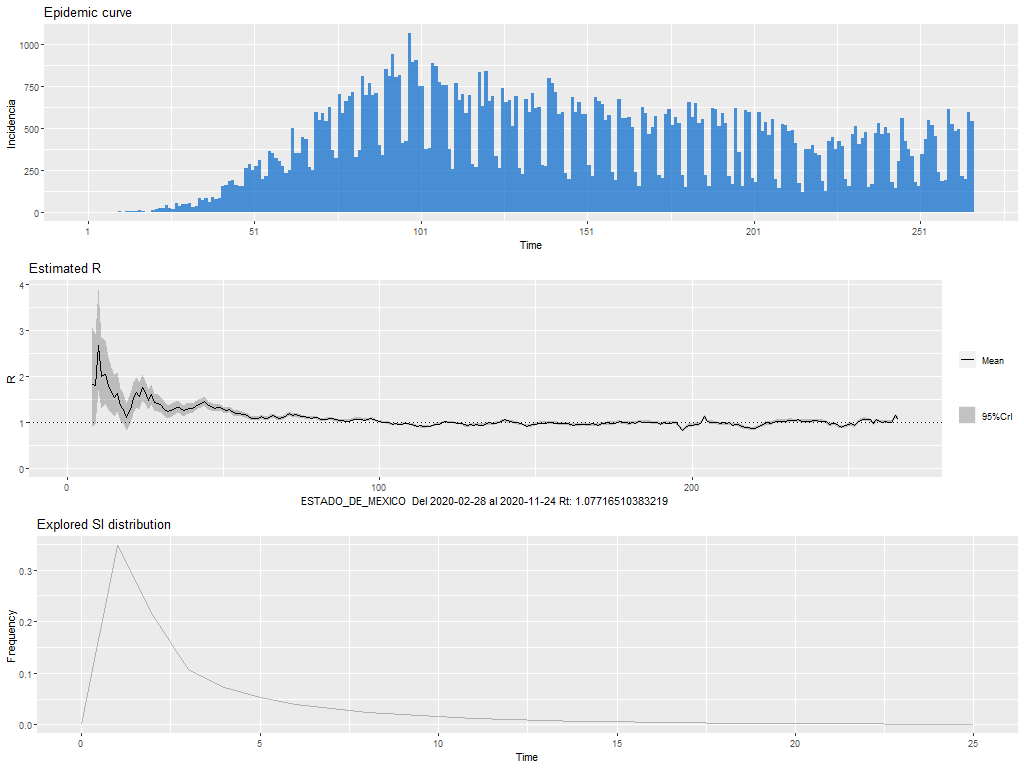 Epidemic curve
1000
750
500
250
0
Incidencia
1 51 101 151 201 251
Time
Estimated R
4
3
2
1
0
R
Mean
95%CrI
0 100 200
ESTADO_DE_MEXICO Del 2020-02-28 al 2020-11-24 Rt: 1.07716510383219
Explored SI distribution
0.3
0.2
0.1
0.0
Frequency
0 5 10 15 20 25
Time